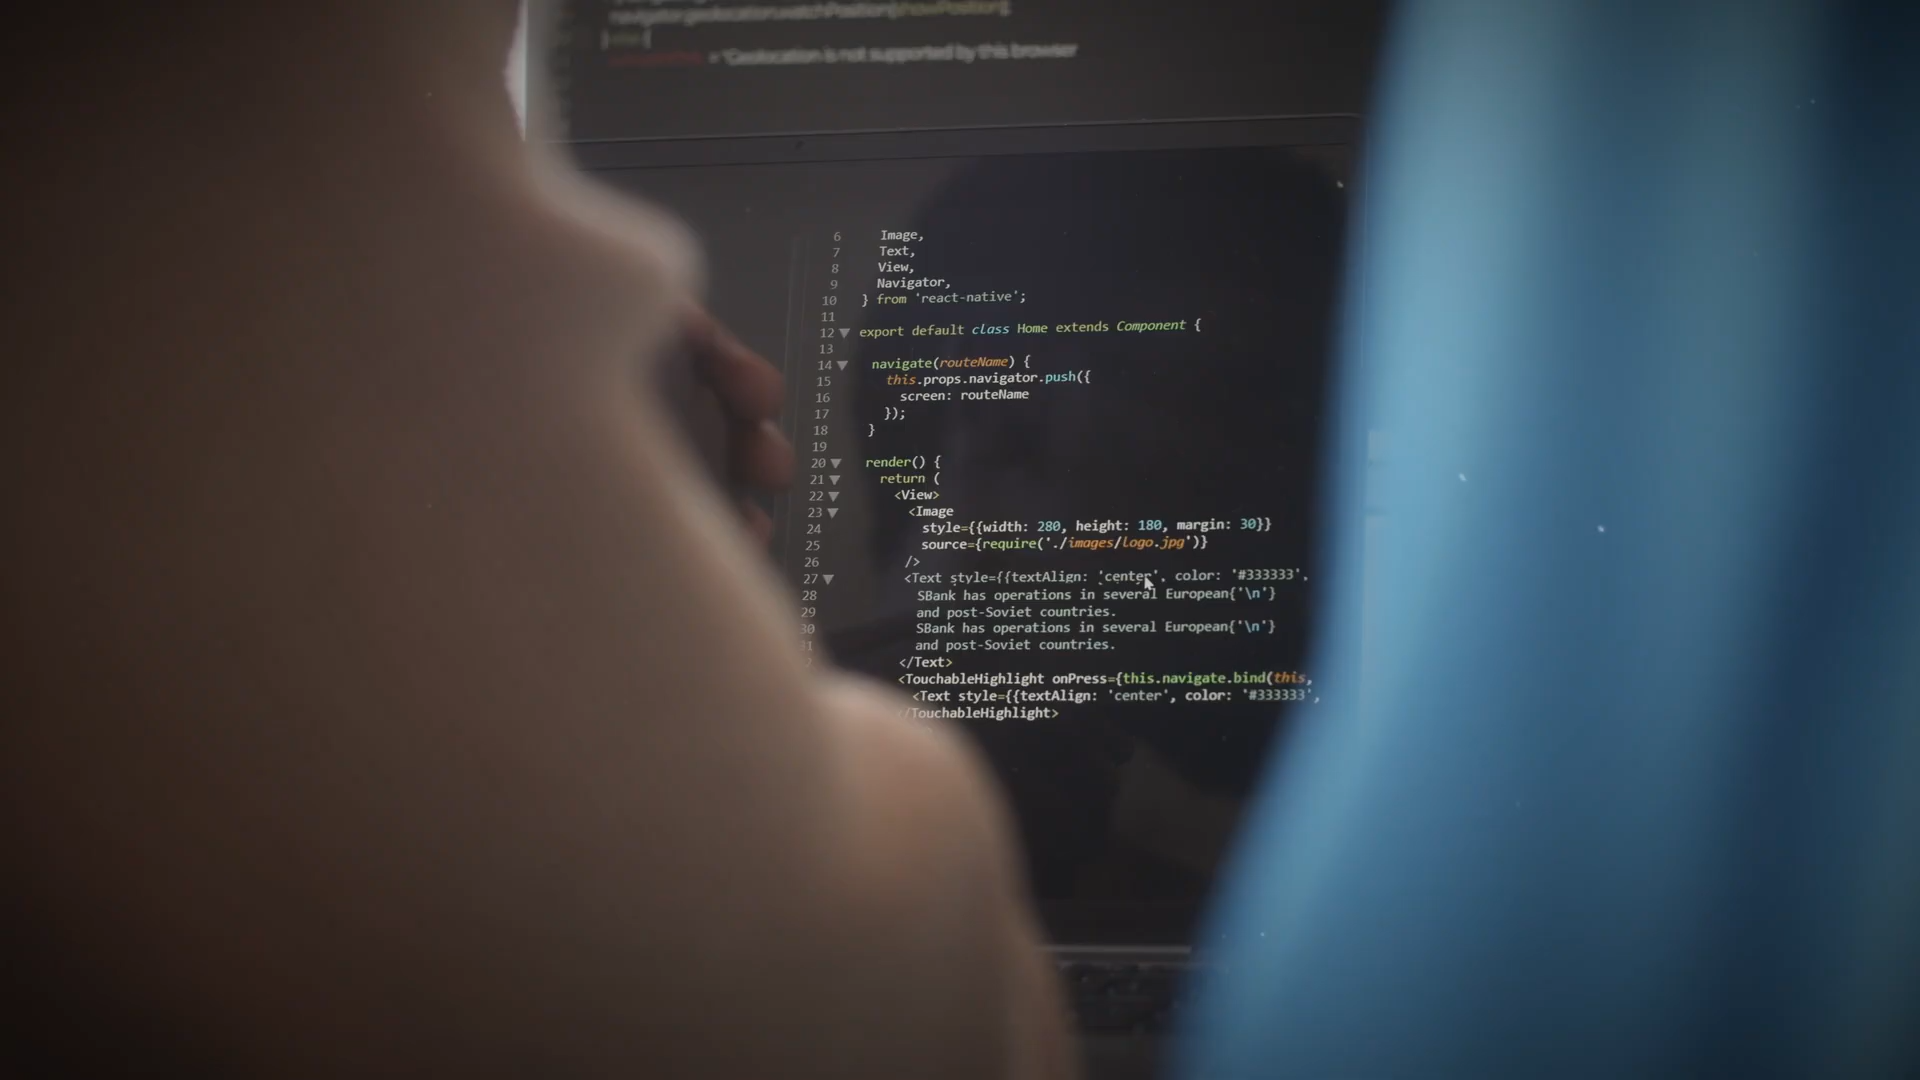 navigator.geolocation.watchPosition(showPosition);
} else {
= "Geolocation is not supported by this browser
6 Image,
7 Text,
8 View,
9 Navigator,
10 } from 'react-native';
11
12 export default class Home extends Component {
13
14 navigate(routeName) {
15 this.props.navigator.push({
16 screen: routeName
17 });
18 }
19
20 render() {
21 return (
22 <View>
23 <Image
24 style={{width: 280, height: 180, margin: 30}}
25 source={require('./images/logo.jpg')}
26 />
27 <Text style={{textAlign: 'center', color: '#333333',
28 SBank has operations in several European{'\n'}
29 and post-Soviet countries.
30 SBank has operations in several European{'\n'}
and post-Soviet countries.
</Text>
<TouchableHighlight onPress={this.navigate.bind(this,
<Text style={{textAlign: 'center', color: '#333333',
/TouchableHighlight>